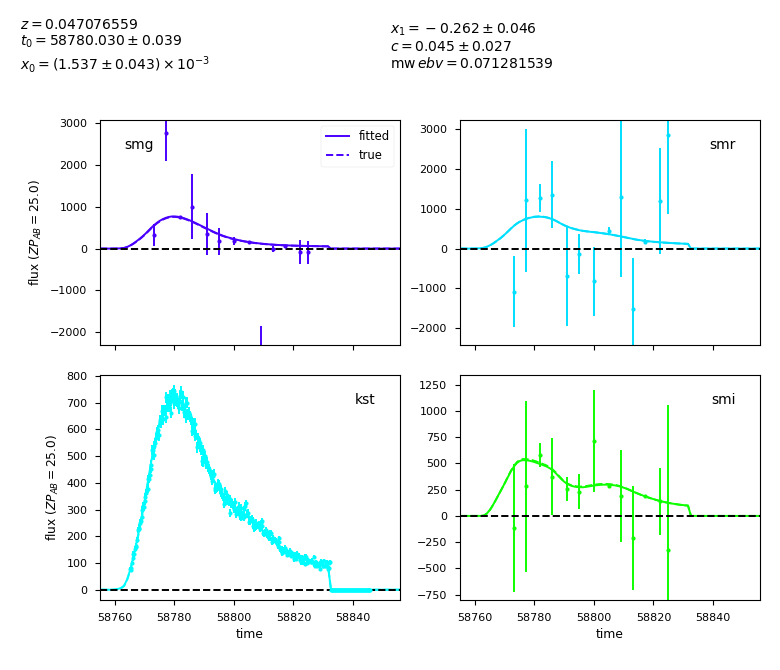 z = 0.047076559
t₀ = 58780.030 ± 0.039
x₀ = (1.537 ± 0.043) × 10⁻³
x₁ = −0.262 ± 0.046
c = 0.045 ± 0.027
mw ebv = 0.071281539
smg
fitted
true
3000
2000
1000
0
−1000
−2000
flux (ZP_AB = 25.0)
smr
3000
2000
1000
0
−1000
−2000
kst
800
700
600
500
400
300
200
100
0
flux (ZP_AB = 25.0)
58760 58780 58800 58820 58840
time
smi
1250
1000
750
500
250
0
−250
−500
−750
58760 58780 58800 58820 58840
time